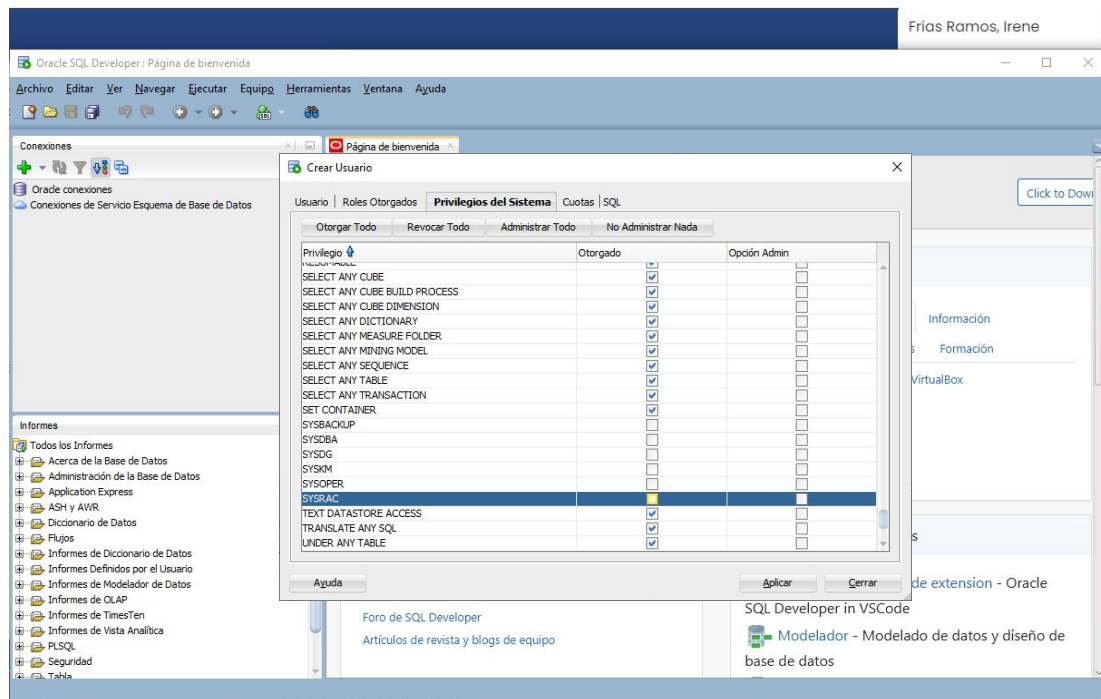 Frías Ramos, Irene
Oracle SQL Developer : Página de bienvenida
Archivo Editar Ver Navegar Ejecutar Equipo Herramientas Ventana Ayuda
Conexiones
Página de bienvenida
Oracle conexiones
Conexiones de Servicio Esquema de Base de Datos
Crear Usuario
Usuario Roles Otorgados Privilegios del Sistema Cuotas SQL
Otorgar Todo Revocar Todo Administrar Todo No Administrar Nada
Privilegio Otorgado Opción Admin
RESUMABLE
SELECT ANY CUBE
SELECT ANY CUBE BUILD PROCESS
SELECT ANY CUBE DIMENSION
SELECT ANY DICTIONARY
SELECT ANY MEASURE FOLDER
SELECT ANY MINING MODEL
SELECT ANY SEQUENCE
SELECT ANY TABLE
SELECT ANY TRANSACTION
SET CONTAINER
SYSBACKUP
SYSDBA
SYSDG
SYSKM
SYSOPER
SYSRAC
TEXT DATASTORE ACCESS
TRANSLATE ANY SQL
UNDER ANY TABLE
Ayuda Aplicar Cerrar
Click to Dow
Información
s Formación
VirtualBox
s
Informes
Todos los Informes
Acerca de la Base de Datos
Administración de la Base de Datos
Application Express
ASH y AWR
Diccionario de Datos
Flujos
Informes de Diccionario de Datos
Informes Definidos por el Usuario
Informes de Modelador de Datos
Informes de OLAP
Informes de TimesTen
Informes de Vista Analítica
PLSQL
Seguridad
Tabla
Foro de SQL Developer
Artículos de revista y blogs de equipo
de extension - Oracle
SQL Developer in VSCode
Modelador - Modelado de datos y diseño de
base de datos